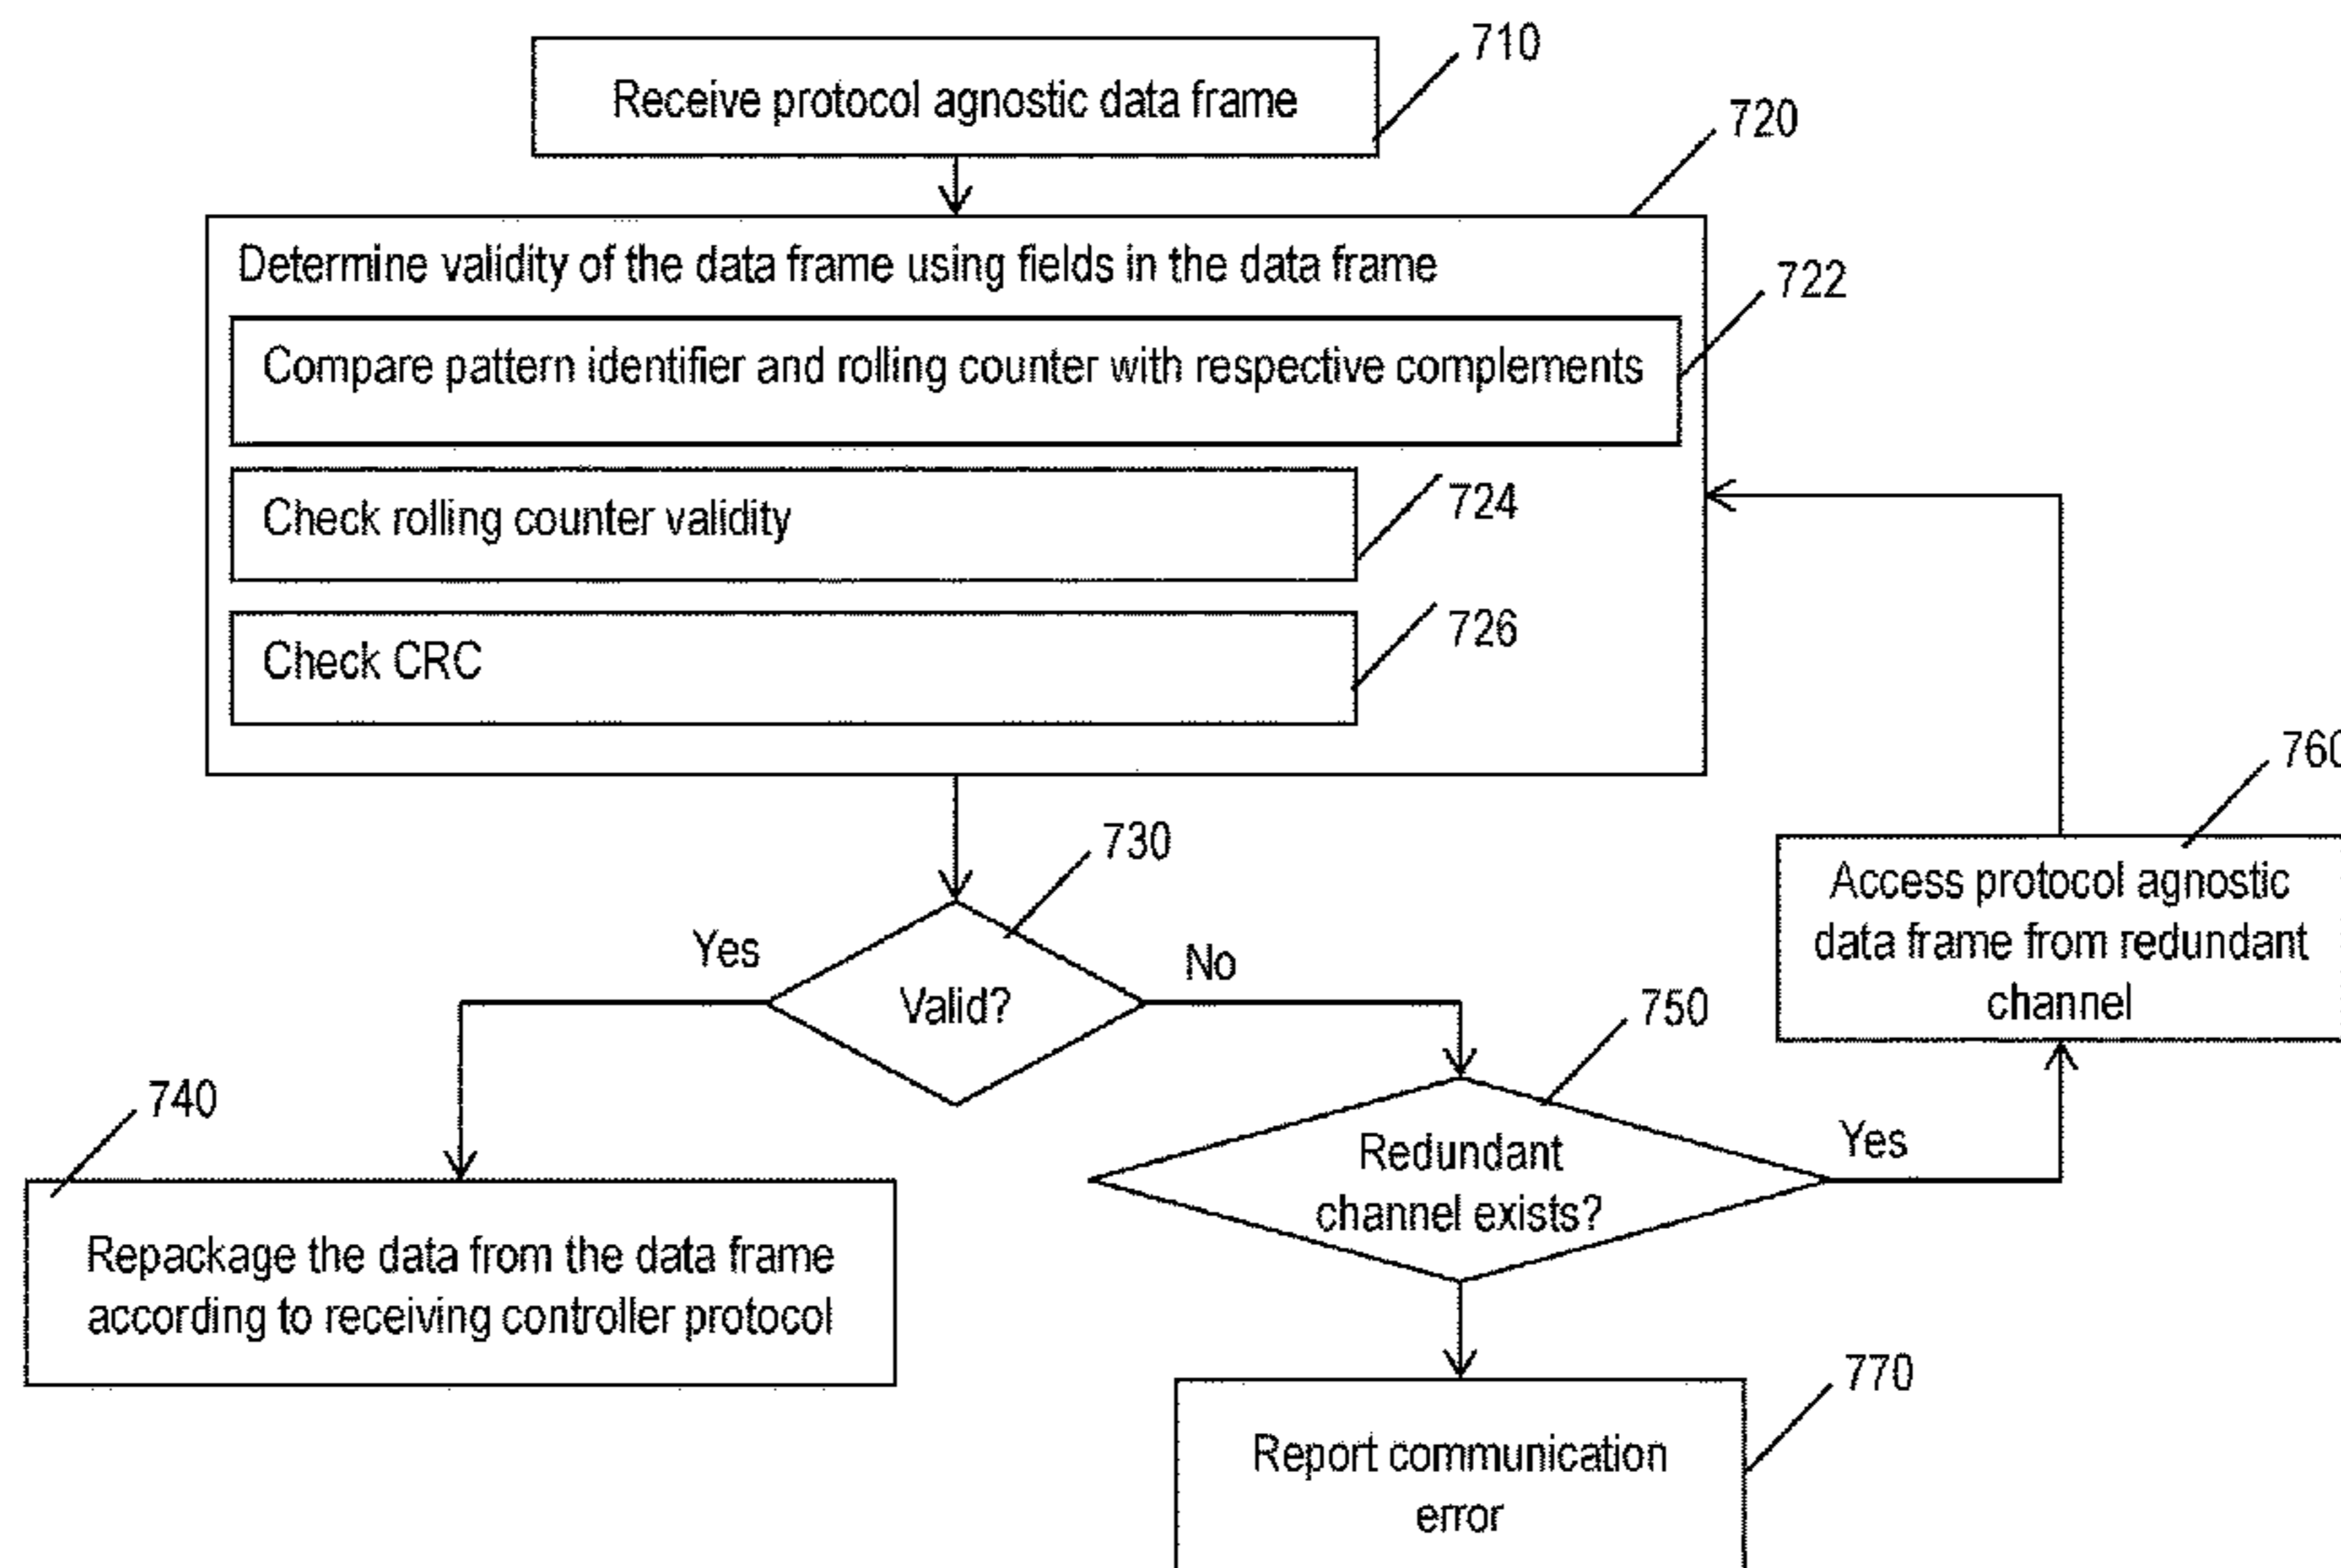 710
Receive protocol agnostic data frame
720
Determine validity of the data frame using fields in the data frame
722
Compare pattern identifier and rolling counter with respective complements
Check rolling counter validity
724
Check CRC
726
730
Yes
Valid?
No
740
Repackage the data from the data frame
according to receiving controller protocol
750
Redundant
channel exists?
Yes
760
Access protocol agnostic
data frame from redundant
channel
770
Report communication
error